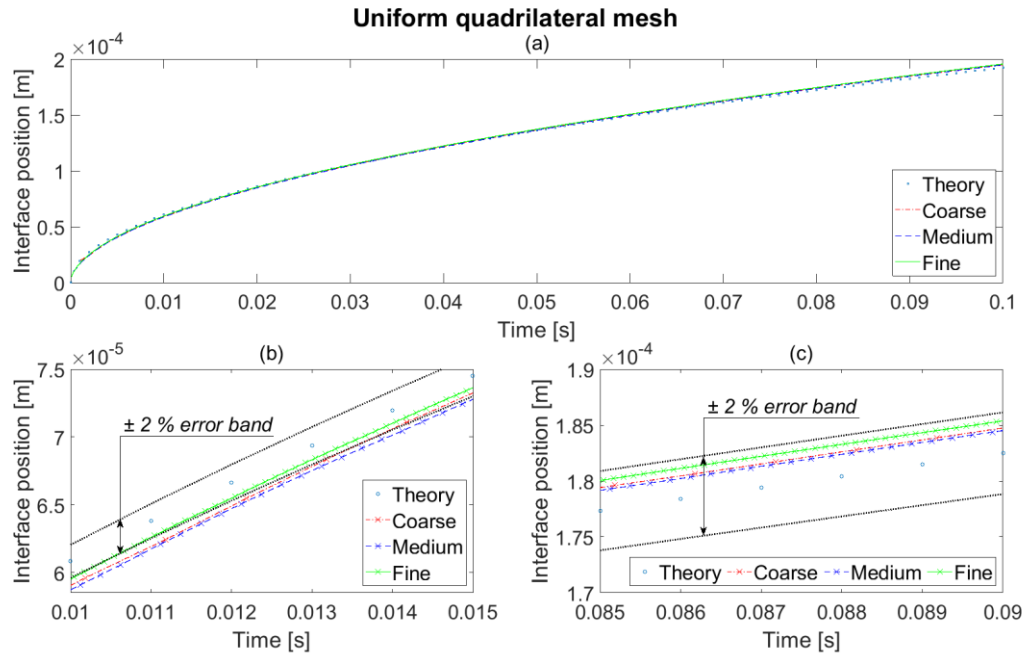 Uniform quadrilateral mesh
(a)
×10⁻⁴
2
1.5
1
0.5
0
Interface position [m]
0 0.01 0.02 0.03 0.04 0.05 0.06 0.07 0.08 0.09 0.1
Time [s]
Theory
Coarse
Medium
Fine
(b)
×10⁻⁵
7.5
7
6.5
6
Interface position [m]
± 2 % error band
Theory
Coarse
Medium
Fine
0.01 0.011 0.012 0.013 0.014 0.015
Time [s]
(c)
×10⁻⁴
1.9
1.85
1.8
1.75
1.7
Interface position [m]
± 2 % error band
Theory Coarse Medium Fine
0.085 0.086 0.087 0.088 0.089 0.09
Time [s]